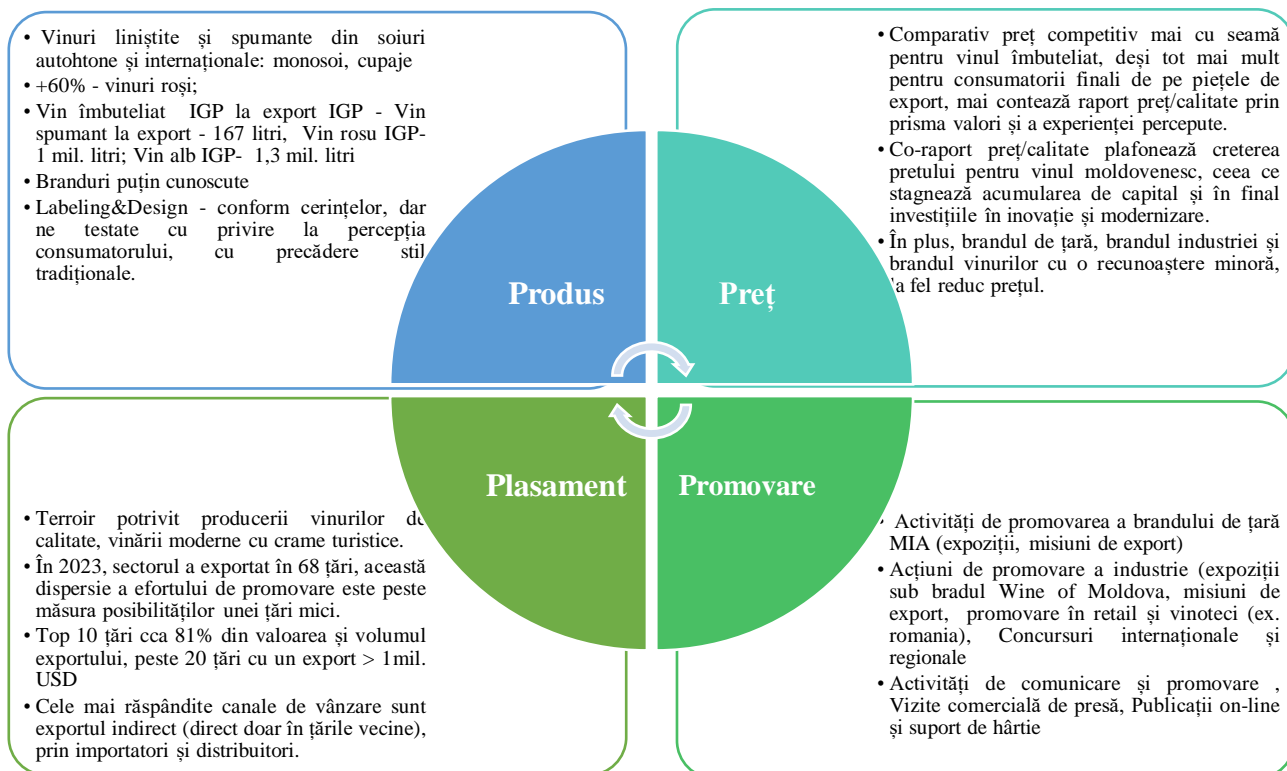 • Vinuri liniștite și spumante din soiuri
autohtone și internaționale: monosoi, cupaje
• +60% - vinuri roși;
• Vin îmbuteliat IGP la export IGP - Vin
spumant la export - 167 litri, Vin rosu IGP-
1 mil. litri; Vin alb IGP- 1,3 mil. litri
• Branduri puțin cunoscute
• Labeling&Design - conform cerințelor, dar
ne testate cu privire la percepția
consumatorului, cu precădere stil
tradiționale.
Produs
• Comparativ preț competitiv mai cu seamă
pentru vinul îmbuteliat, deși tot mai mult
pentru consumatorii finali de pe piețele de
export, mai contează raport preț/calitate prin
prisma valori și a experienței percepute.
• Co-raport preț/calitate plafonează creterea
pretului pentru vinul moldovenesc, ceea ce
stagnează acumularea de capital și în final
investițiile în inovație și modernizare.
• În plus, brandul de țară, brandul industriei și
brandul vinurilor cu o recunoaștere minoră,
la fel reduc prețul.
Preț
Plasament
• Terroir potrivit producerii vinurilor de
calitate, vinării moderne cu crame turistice.
• În 2023, sectorul a exportat în 68 țări, această
dispersie a efortului de promovare este peste
măsura posibilităților unei țări mici.
• Top 10 țări cca 81% din valoarea și volumul
exportului, peste 20 țări cu un export > 1mil.
USD
• Cele mai răspândite canale de vânzare sunt
exportul indirect (direct doar în țările vecine),
prin importatori și distribuitori.
Promovare
• Activități de promovarea a brandului de țară
MIA (expoziții, misiuni de export)
• Acțiuni de promovare a industrie (expoziții
sub bradul Wine of Moldova, misiuni de
export, promovare în retail și vinoteci (ex.
romania), Concursuri internaționale și
regionale
• Activități de comunicare și promovare ,
Vizite comercială de presă, Publicații on-line
și suport de hârtie